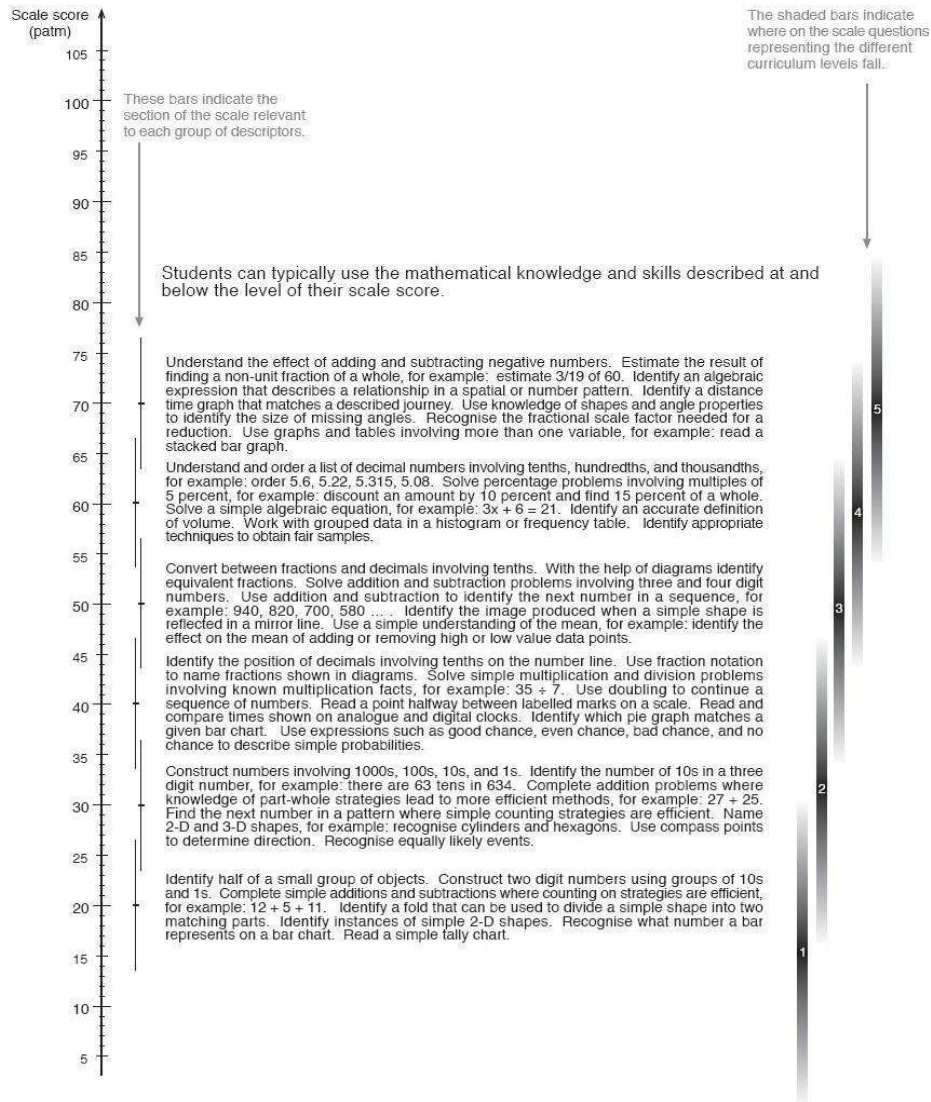 Scale score
(patm)
The shaded bars indicate
where on the scale questions
representing the different
curriculum levels fall.
105
100
These bars indicate the
section of the scale relevant
to each group of descriptors.
95
90
85
Students can typically use the mathematical knowledge and skills described at and
below the level of their scale score.
80
75
Understand the effect of adding and subtracting negative numbers. Estimate the result of
finding a non-unit fraction of a whole, for example: estimate 3/19 of 60. Identify an algebraic
expression that describes a relationship in a spatial or number pattern. Identify a distance
time graph that matches a described journey. Use knowledge of shapes and angle properties
to identify the size of missing angles. Recognise the fractional scale factor needed for a
reduction. Use graphs and tables involving more than one variable, for example: read a
stacked bar graph.
70
5
65
Understand and order a list of decimal numbers involving tenths, hundredths, and thousandths,
for example: order 5.6, 5.22, 5.315, 5.08. Solve percentage problems involving multiples of
5 percent, for example: discount an amount by 10 percent and find 15 percent of a whole.
Solve a simple algebraic equation, for example: 3x + 6 = 21. Identify an accurate definition
of volume. Work with grouped data in a histogram or frequency table. Identify appropriate
techniques to obtain fair samples.
60
4
55
Convert between fractions and decimals involving tenths. With the help of diagrams identify
equivalent fractions. Solve addition and subtraction problems involving three and four digit
numbers. Use addition and subtraction to identify the next number in a sequence, for
example: 940, 820, 700, 580 ... . Identify the image produced when a simple shape is
reflected in a mirror line. Use a simple understanding of the mean, for example: identify the
effect on the mean of adding or removing high or low value data points.
50
3
45
Identify the position of decimals involving tenths on the number line. Use fraction notation
to name fractions shown in diagrams. Solve simple multiplication and division problems
involving known multiplication facts, for example: 35 ÷ 7. Use doubling to continue a
sequence of numbers. Read a point halfway between labelled marks on a scale. Read and
compare times shown on analogue and digital clocks. Identify which pie graph matches a
given bar chart. Use expressions such as good chance, even chance, bad chance, and no
chance to describe simple probabilities.
40
35
Construct numbers involving 1000s, 100s, 10s, and 1s. Identify the number of 10s in a three
digit number, for example: there are 63 tens in 634. Complete addition problems where
knowledge of part-whole strategies lead to more efficient methods, for example: 27 + 25.
Find the next number in a pattern where simple counting strategies are efficient. Name
2-D and 3-D shapes, for example: recognise cylinders and hexagons. Use compass points
to determine direction. Recognise equally likely events.
30
2
25
Identify half of a small group of objects. Construct two digit numbers using groups of 10s
and 1s. Complete simple additions and subtractions where counting on strategies are efficient,
for example: 12 + 5 + 11. Identify a fold that can be used to divide a simple shape into two
matching parts. Identify instances of simple 2-D shapes. Recognise what number a bar
represents on a bar chart. Read a simple tally chart.
20
15
1
10
5